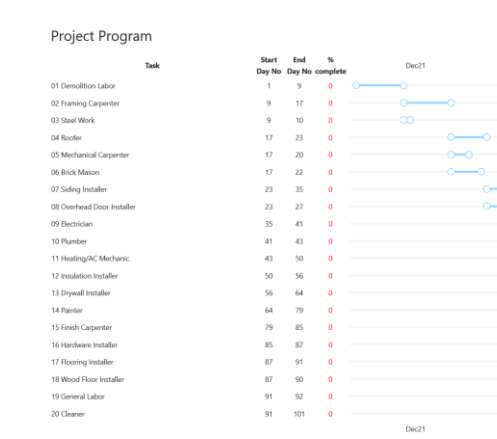 Project Program
Task Start Day No End Day No % complete Dec21
01 Demolition Labor 1 9 0
02 Framing Carpenter 9 17 0
03 Steel Work 9 10 0
04 Roofer 17 23 0
05 Mechanical Carpenter 17 20 0
06 Brick Mason 17 22 0
07 Siding Installer 23 35 0
08 Overhead Door Installer 23 27 0
09 Electrician 35 41 0
10 Plumber 41 43 0
11 Heating/AC Mechanic 43 50 0
12 Insulation Installer 50 56 0
13 Drywall Installer 56 64 0
14 Painter 64 79 0
15 Finish Carpenter 79 85 0
16 Hardware Installer 85 87 0
17 Flooring Installer 87 91 0
18 Wood Floor Installer 87 90 0
19 General Labor 91 92 0
20 Cleaner 91 101 0
Dec21